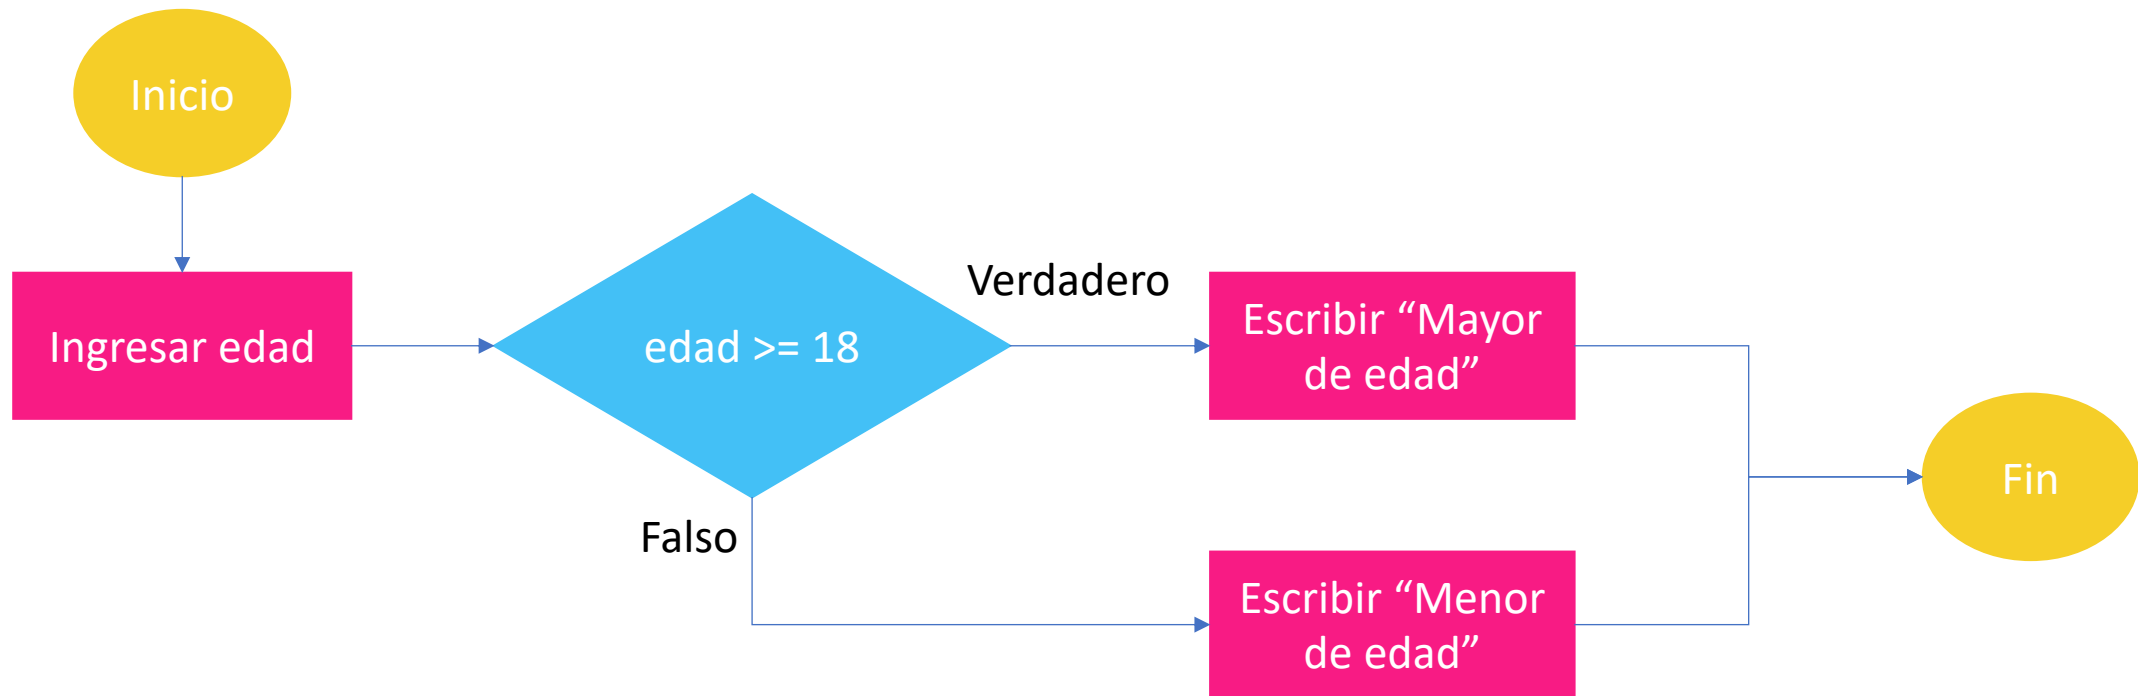 Inicio
Ingresar edad
edad >= 18
Verdadero
Escribir “Mayor
de edad”
Falso
Escribir “Menor
de edad”
Fin